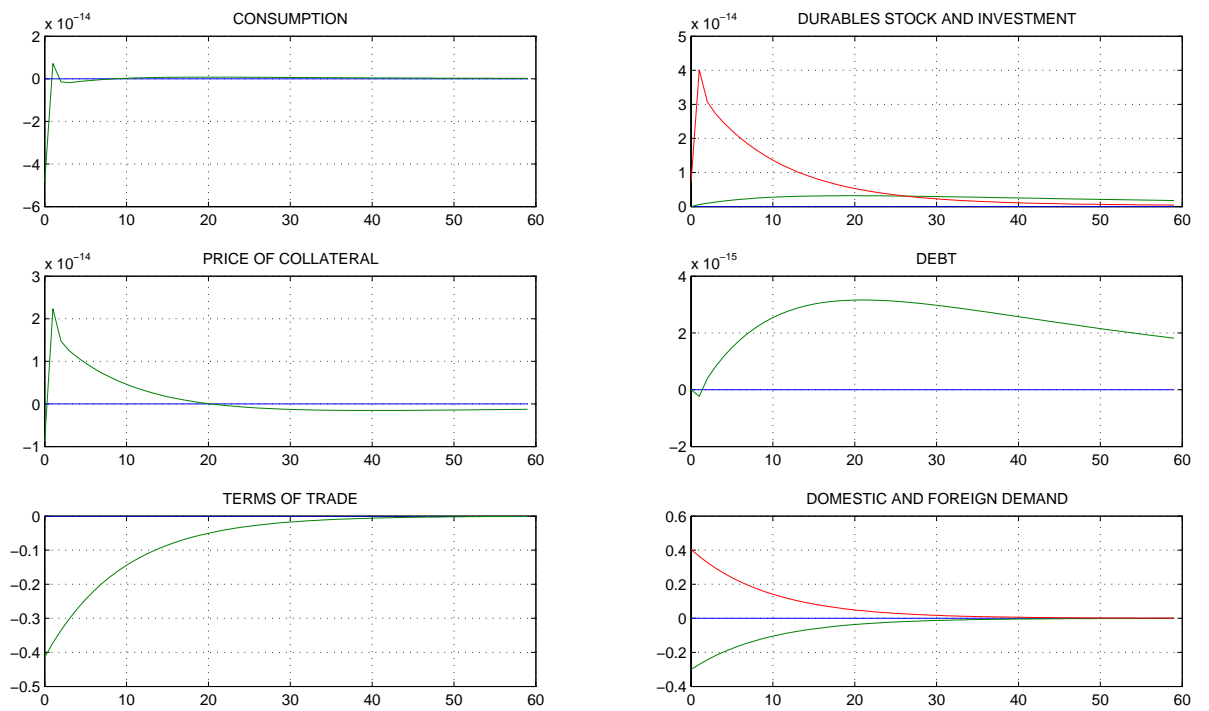 CONSUMPTION
x 10^-14
2
0
−2
−4
−6
0 10 20 30 40 50 60
DURABLES STOCK AND INVESTMENT
x 10^-14
5
4
3
2
1
0
0 10 20 30 40 50 60
PRICE OF COLLATERAL
x 10^-14
3
2
1
0
−1
0 10 20 30 40 50 60
DEBT
x 10^-15
4
2
0
−2
0 10 20 30 40 50 60
TERMS OF TRADE
0
−0.1
−0.2
−0.3
−0.4
−0.5
0 10 20 30 40 50 60
DOMESTIC AND FOREIGN DEMAND
0.6
0.4
0.2
0
−0.2
−0.4
0 10 20 30 40 50 60